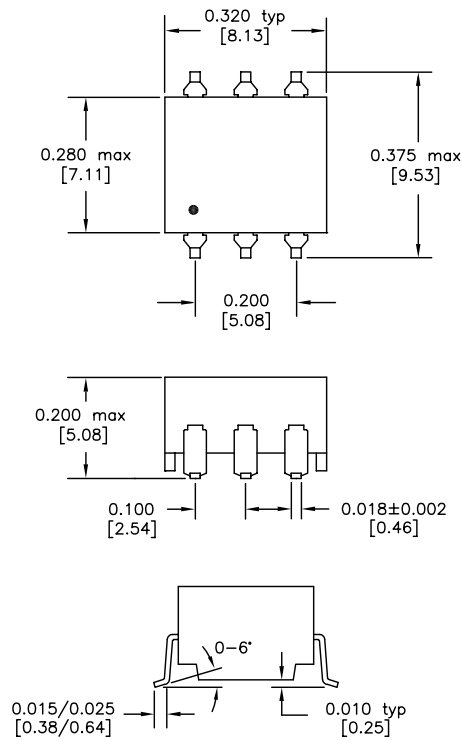 0.320 typ
[8.13]
0.280 max
[7.11]
0.375 max
[9.53]
0.200
[5.08]
0.200 max
[5.08]
0.100
[2.54]
0.018±0.002
[0.46]
0-6°
0.015/0.025
[0.38/0.64]
0.010 typ
[0.25]